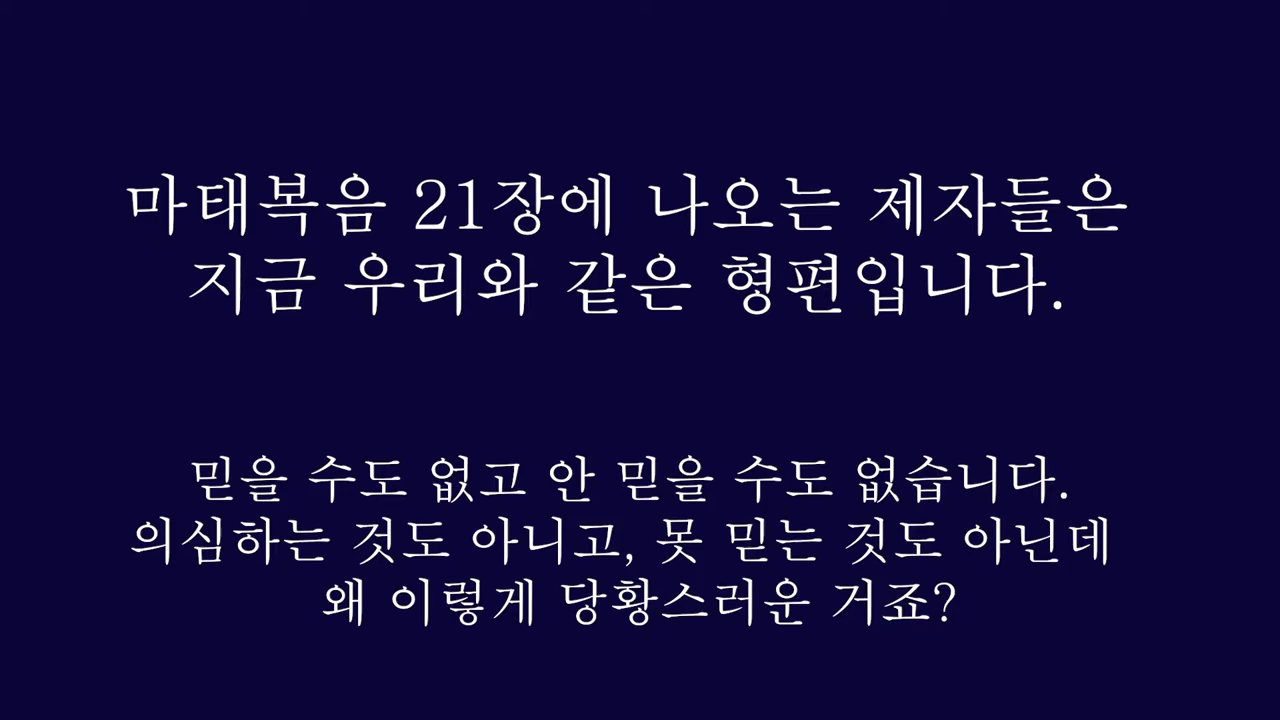 마태복음 21장에 나오는 제자들은
지금 우리와 같은 형편입니다.
믿을 수도 없고 안 믿을 수도 없습니다.
의심하는 것도 아니고, 못 믿는 것도 아닌데
왜 이렇게 당황스러운 거죠?